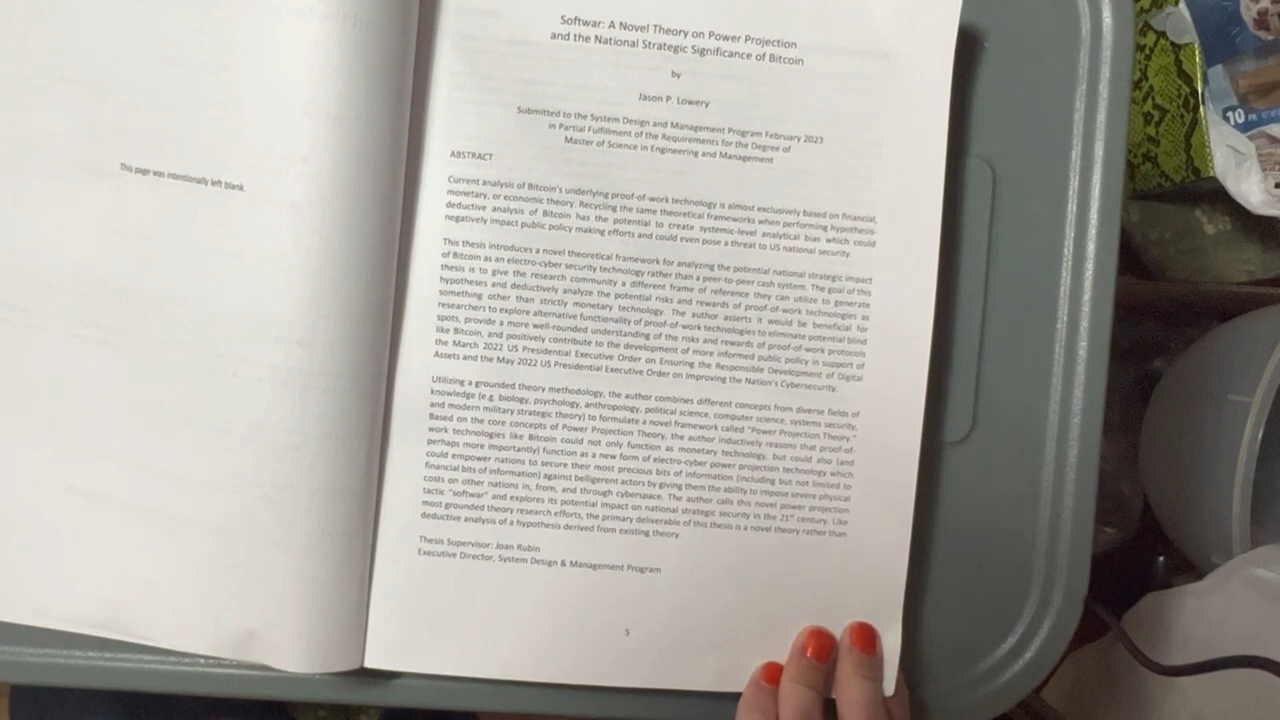 This page was intentionally left blank.
Softwar: A Novel Theory on Power Projection
and the National Strategic Significance of Bitcoin
by
Jason P. Lowery
Submitted to the System Design and Management Program February 2023
in Partial Fulfillment of the Requirements for the Degree of
Master of Science in Engineering and Management
ABSTRACT
Current analysis of Bitcoin's underlying proof-of-work technology is almost exclusively based on financial,
monetary, or economic theory. Recycling the same theoretical frameworks when performing hypothesis-
deductive analysis of Bitcoin has the potential to create systemic-level analytical bias which could
negatively impact public policy making efforts and could even pose a threat to US national security.
This thesis introduces a novel theoretical framework for analyzing the potential national strategic impact
of Bitcoin as an electro-cyber security technology rather than a peer-to-peer cash system. The goal of this
thesis is to give the research community a different frame of reference they can utilize to generate
hypotheses and deductively analyze the potential risks and rewards of proof-of-work technologies as
something other than strictly monetary technology. The author asserts it would be beneficial for
researchers to explore alternative functionality of proof-of-work technologies to eliminate potential blind
spots, provide a more well-rounded understanding of the risks and rewards of proof-of-work protocols
like Bitcoin, and positively contribute to the development of more informed public policy in support of
the March 2022 US Presidential Executive Order on Ensuring the Responsible Development of Digital
Assets and the May 2022 US Presidential Executive Order on Improving the Nation's Cybersecurity.
Utilizing a grounded theory methodology, the author combines different concepts from diverse fields of
knowledge (e.g. biology, psychology, anthropology, political science, computer science, systems security,
and modern military strategic theory) to formulate a novel framework called "Power Projection Theory."
Based on the core concepts of Power Projection Theory, the author inductively reasons that proof-of-
work technologies like Bitcoin could not only function as monetary technology, but could also (and
perhaps more importantly) function as a new form of electro-cyber power projection technology which
could empower nations to secure their most precious bits of information (including but not limited to
financial bits of information) against belligerent actors by giving them the ability to impose severe physical
costs on other nations in, from, and through cyberspace. The author calls this novel power projection
tactic "softwar" and explores its potential impact on national strategic security in the 21st century. Like
most grounded theory research efforts, the primary deliverable of this thesis is a novel theory rather than
deductive analysis of a hypothesis derived from existing theory.
Thesis Supervisor: Joan Rubin
Executive Director, System Design & Management Program
5
10